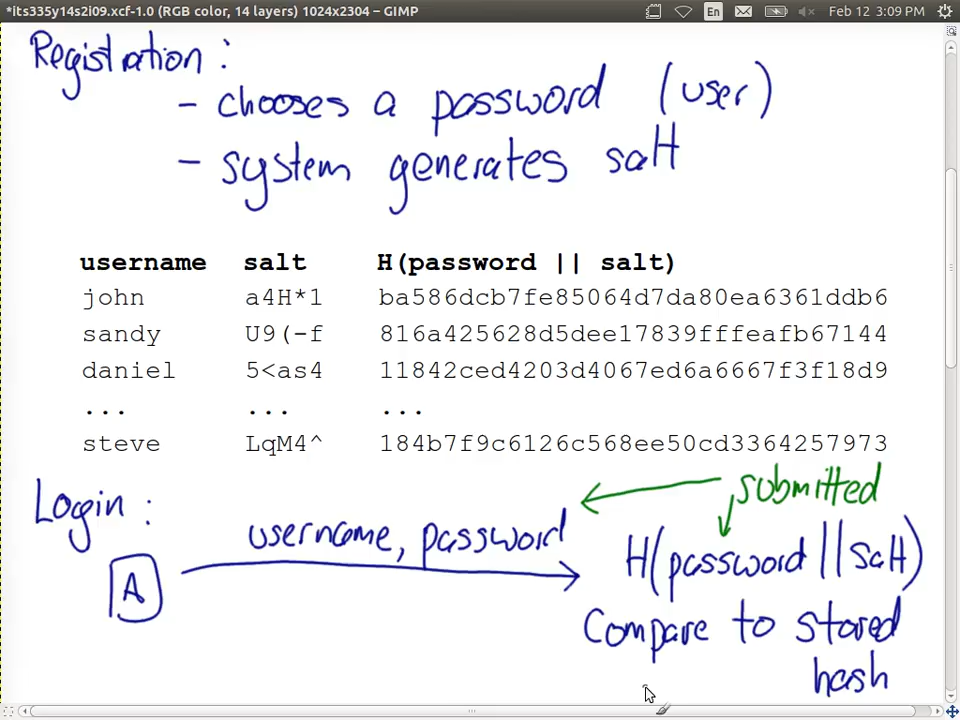 *its335y14s2i09.xcf-1.0 (RGB color, 14 layers) 1024x2304 – GIMP
En
Feb 12 3:09 PM
Registration :
- chooses a password (user)
- system generates salt
username salt H(password || salt)
john a4H*1 ba586dcb7fe85064d7da80ea6361ddb6
sandy U9(-f 816a425628d5dee17839fffeafb67144
daniel 5<as4 11842ced4203d4067ed6a6667f3f18d9
... ... ...
steve LqM4^ 184b7f9c6126c568ee50cd3364257973
submitted
Login :
username, password
H(password || salt)
A
Compare to stored
hash